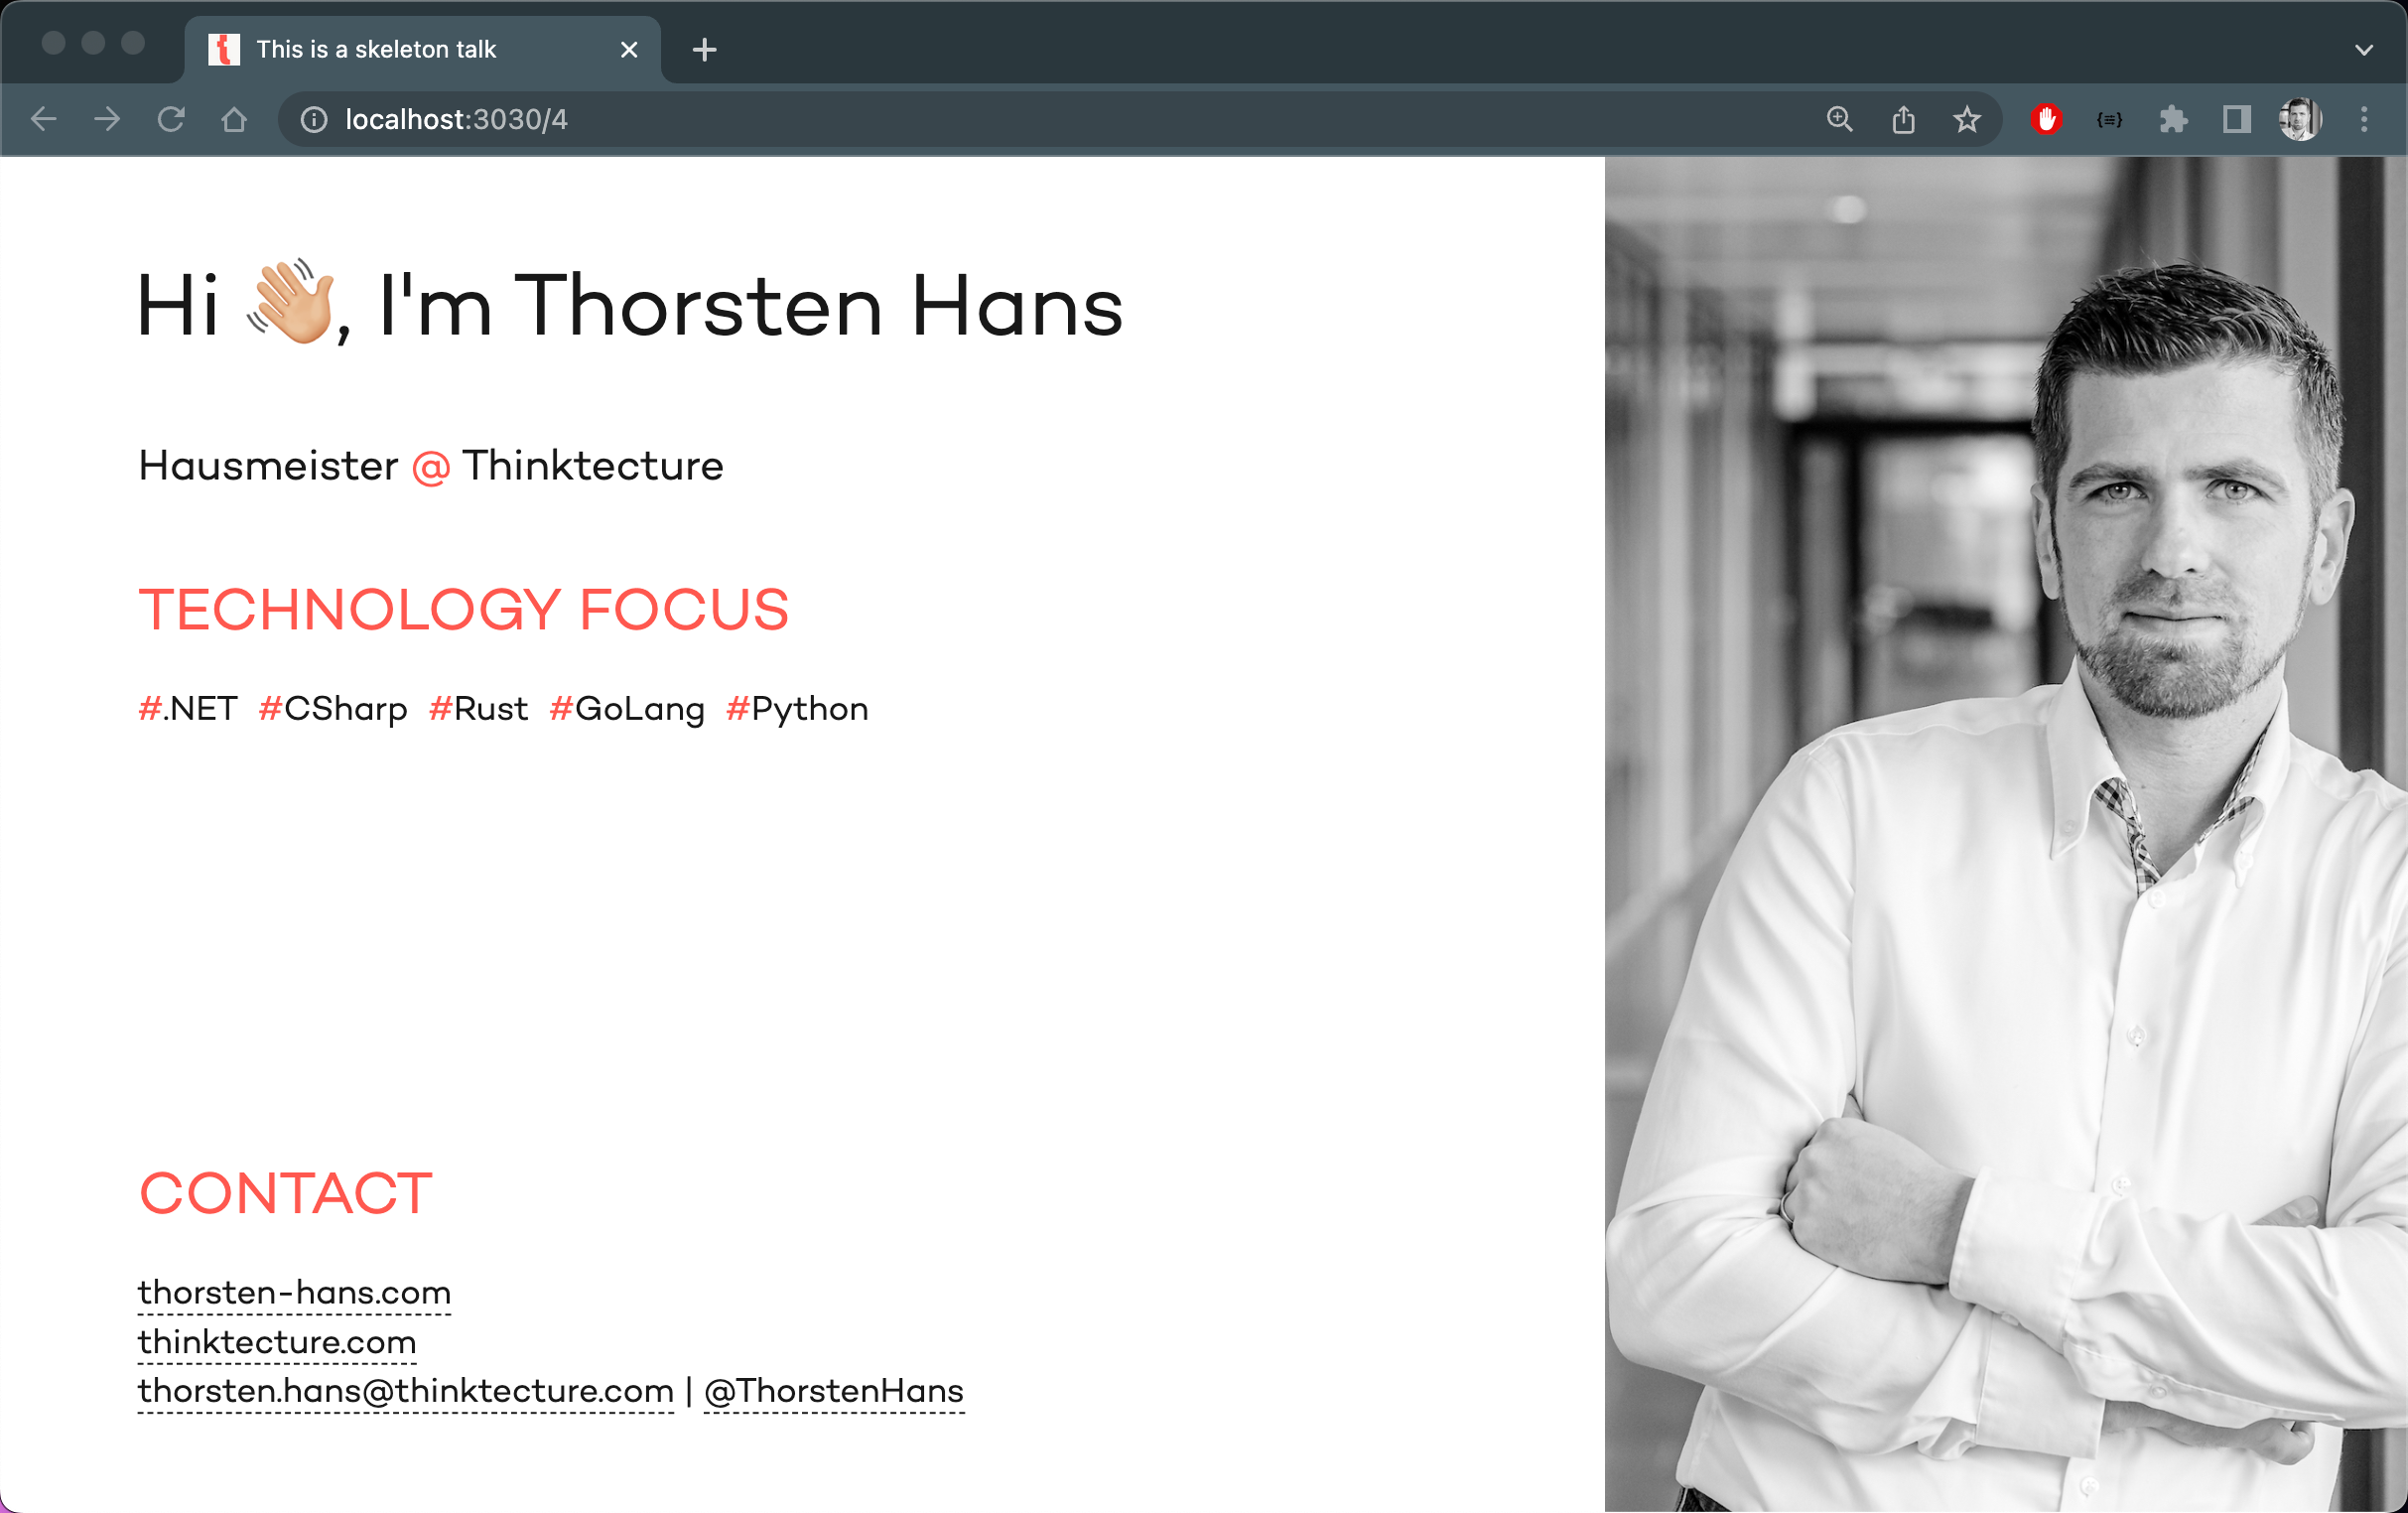 This is a skeleton talk
localhost:3030/4
Hi 👋🏼, I'm Thorsten Hans
Hausmeister @ Thinktecture
TECHNOLOGY FOCUS
#.NET #CSharp #Rust #GoLang #Python
CONTACT
thorsten-hans.com
thinktecture.com
thorsten.hans@thinktecture.com | @ThorstenHans